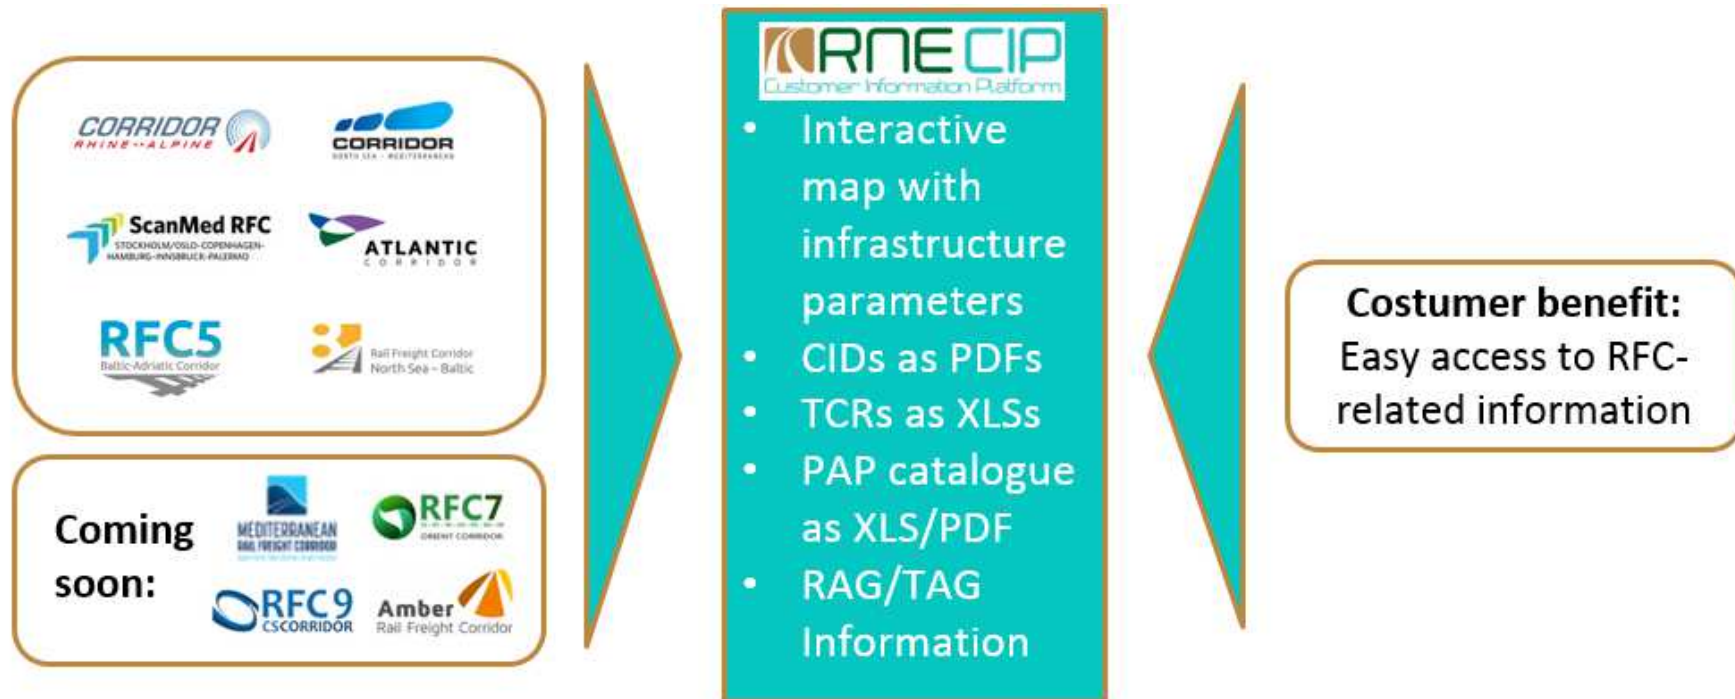 CORRIDOR
RHINE-ALPINE
CORRIDOR
NORTH SEA - MEDITERRANEAN
ScanMed RFC
STOCKHOLM/OSLO-COPENHAGEN-
HAMBURG-INNSBRUCK-PALERMO
ATLANTIC
CORRIDOR
RFC5
Baltic-Adriatic Corridor
Rail Freight Corridor
North Sea – Baltic
Coming
soon:
MEDITERRANEAN
RAIL FREIGHT CORRIDOR
RFC7
ORIENT CORRIDOR
RFC9
CSCORRIDOR
Amber
Rail Freight Corridor
RNE CIP
Customer Information Platform
• Interactive
map with
infrastructure
parameters
• CIDs as PDFs
• TCRs as XLSs
• PAP catalogue
as XLS/PDF
• RAG/TAG
Information
Costumer benefit:
Easy access to RFC-
related information